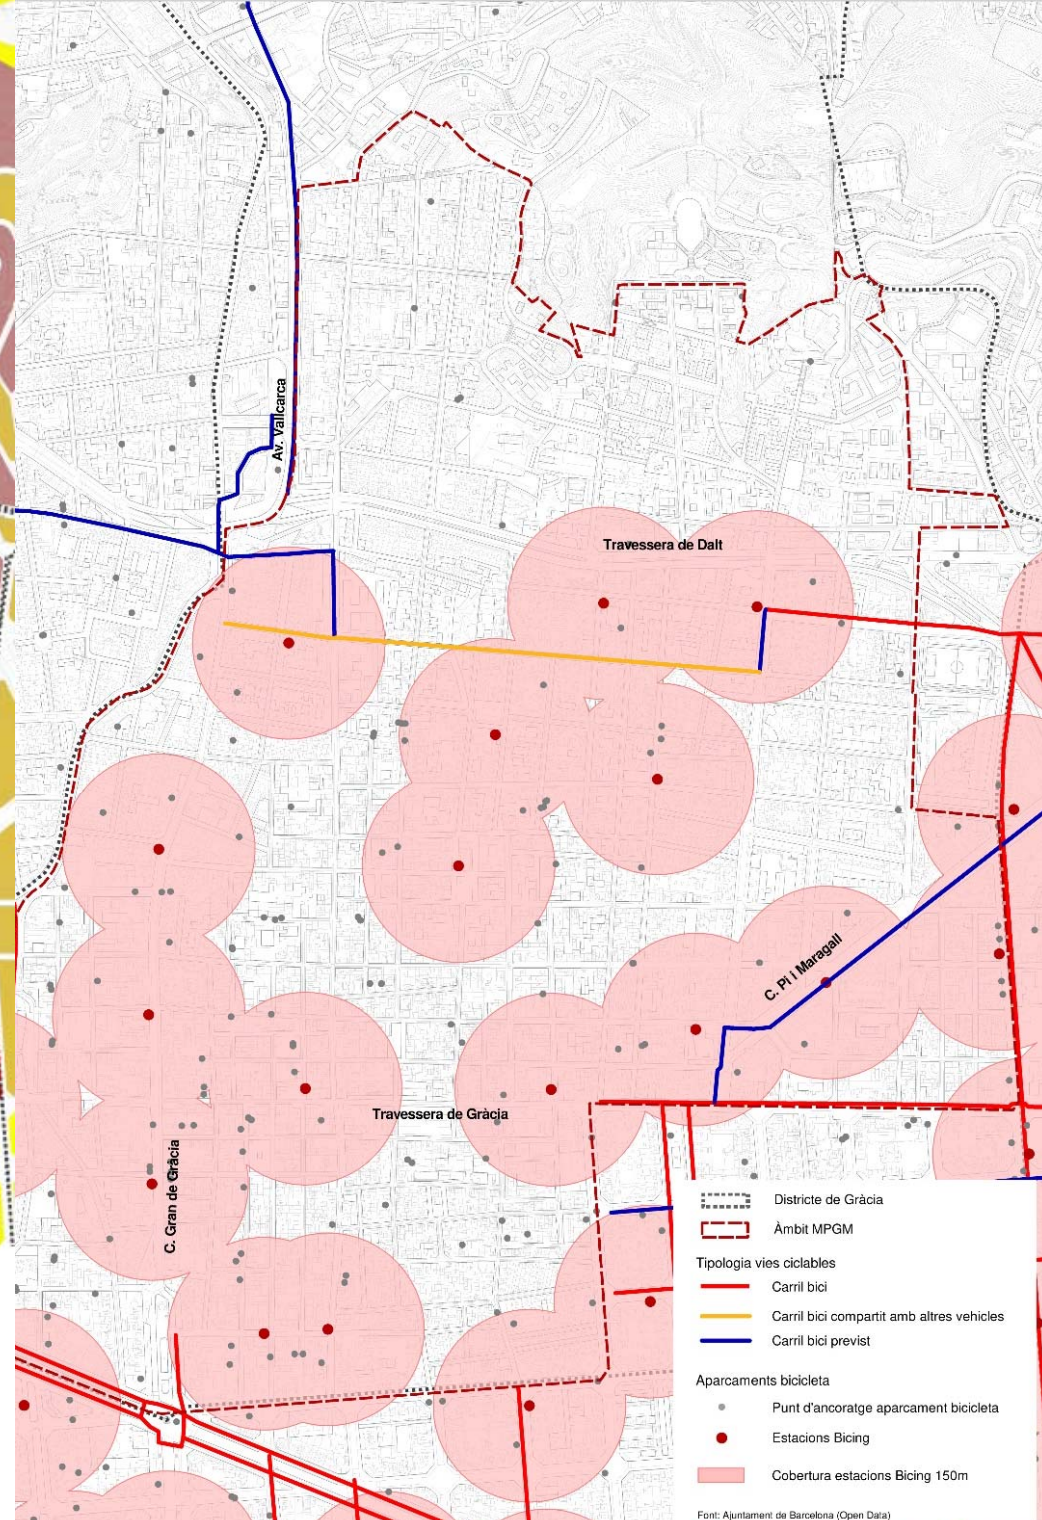 Av. Vallcarca
Travessera de Dalt
C. Pi i Maragall
Travessera de Gràcia
C. Gran de Gràcia
Districte de Gràcia
Àmbit MPGM
Tipologia vies ciclables
Carril bici
Carril bici compartit amb altres vehicles
Carril bici previst
Aparcaments bicicleta
Punt d'ancoratge aparcament bicicleta
Estacions Bicing
Cobertura estacions Bicing 150m
Font: Ajuntament de Barcelona (Open Data)